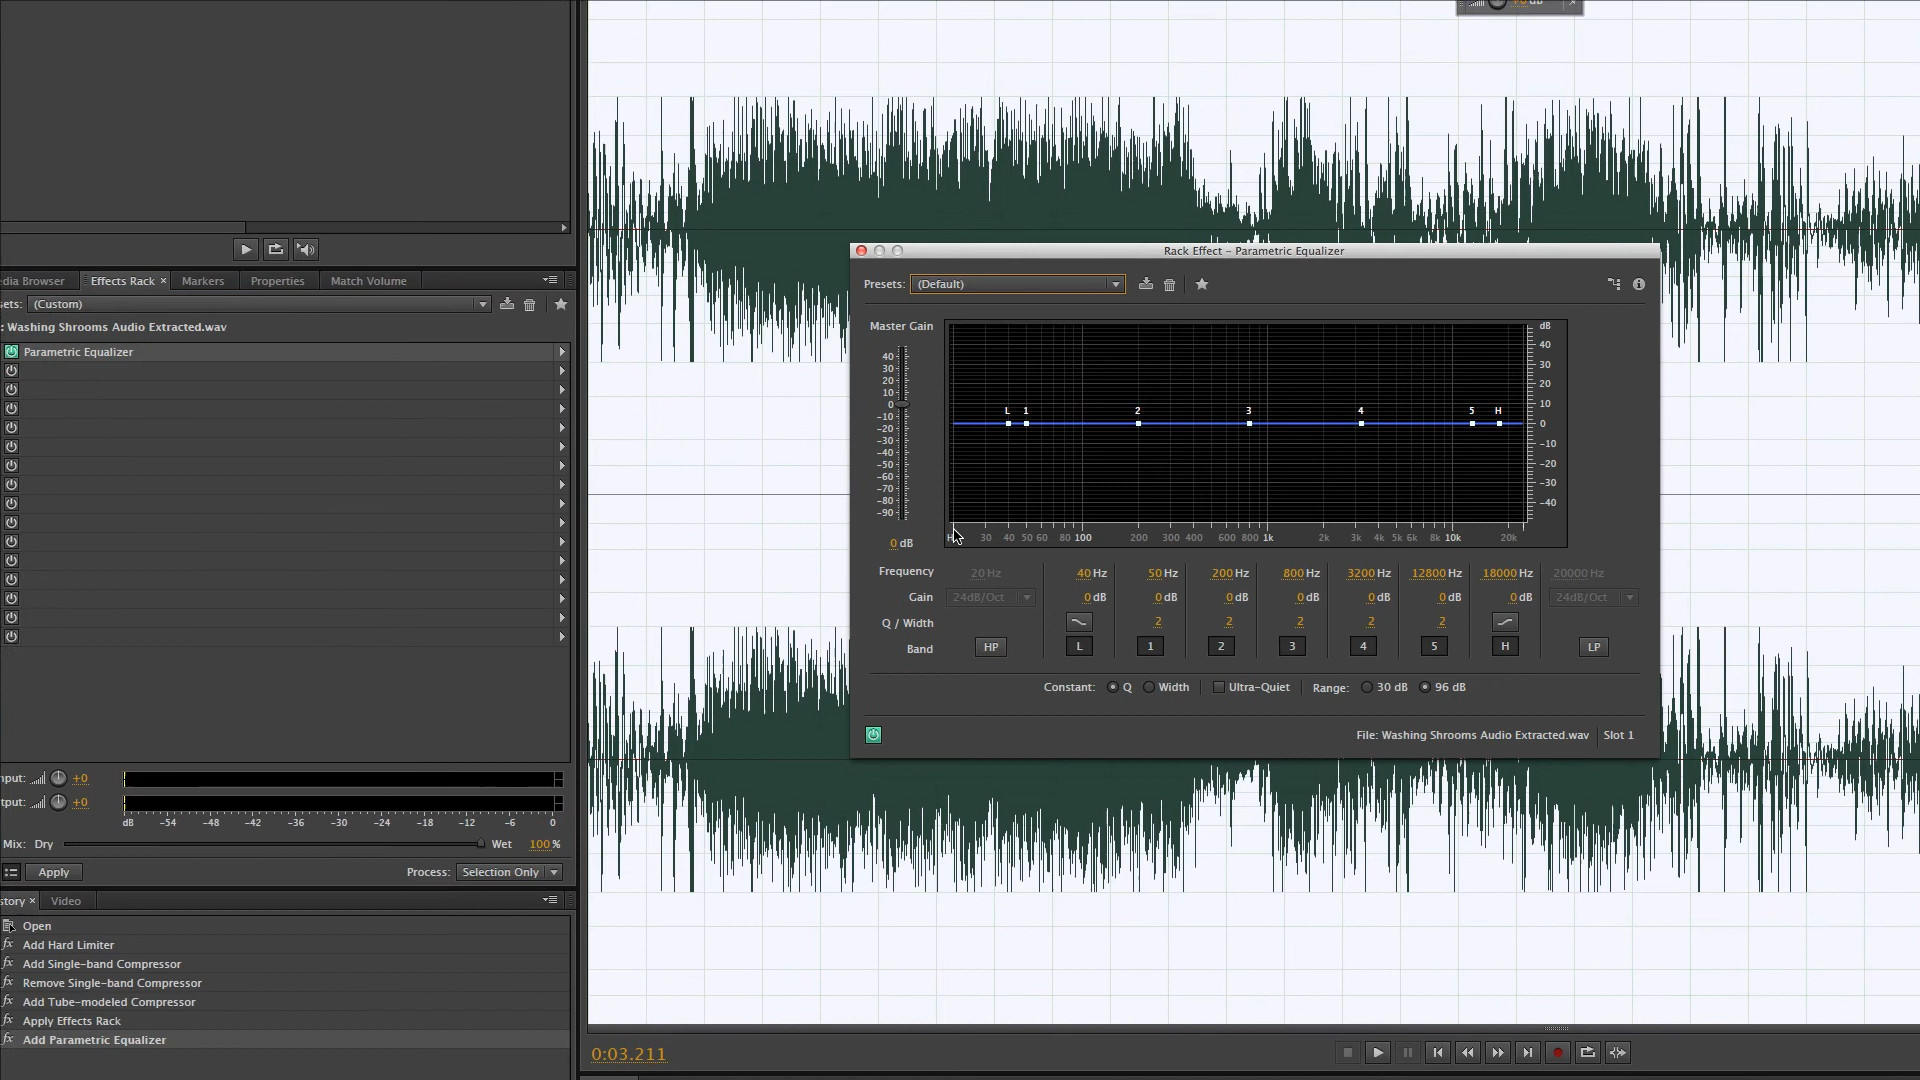 dB
edia Browser Effects Rack × Markers Properties Match Volume
sets: (Custom)
: Washing Shrooms Audio Extracted.wav
Parametric Equalizer
nput: +0
tput: +0
dB -54 -48 -42 -36 -30 -24 -18 -12 -6 0
Mix: Dry Wet 100 %
Apply Process: Selection Only
story × Video
Open
fx Add Hard Limiter
fx Add Single-band Compressor
fx Remove Single-band Compressor
fx Add Tube-modeled Compressor
fx Apply Effects Rack
fx Add Parametric Equalizer
Rack Effect – Parametric Equalizer
Presets: (Default)
Master Gain
40
30
20
10
0
-10
-20
-30
-40
-50
-60
-70
-80
-90
0 dB
L 1 2 3 4 5 H
dB
40
30
20
10
0
-10
-20
-30
-40
30 40 50 60 80 100 200 300 400 600 800 1k 2k 3k 4k 5k 6k 8k 10k 20k
Frequency 20 Hz 40 Hz 50 Hz 200 Hz 800 Hz 3200 Hz 12800 Hz 18000 Hz 20000 Hz
Gain 24dB/Oct 0 dB 0 dB 0 dB 0 dB 0 dB 0 dB 0 dB 24dB/Oct
Q / Width 2 2 2 2 2
Band HP L 1 2 3 4 5 H LP
Constant: Q Width Ultra-Quiet Range: 30 dB 96 dB
File: Washing Shrooms Audio Extracted.wav Slot 1
0:03.211